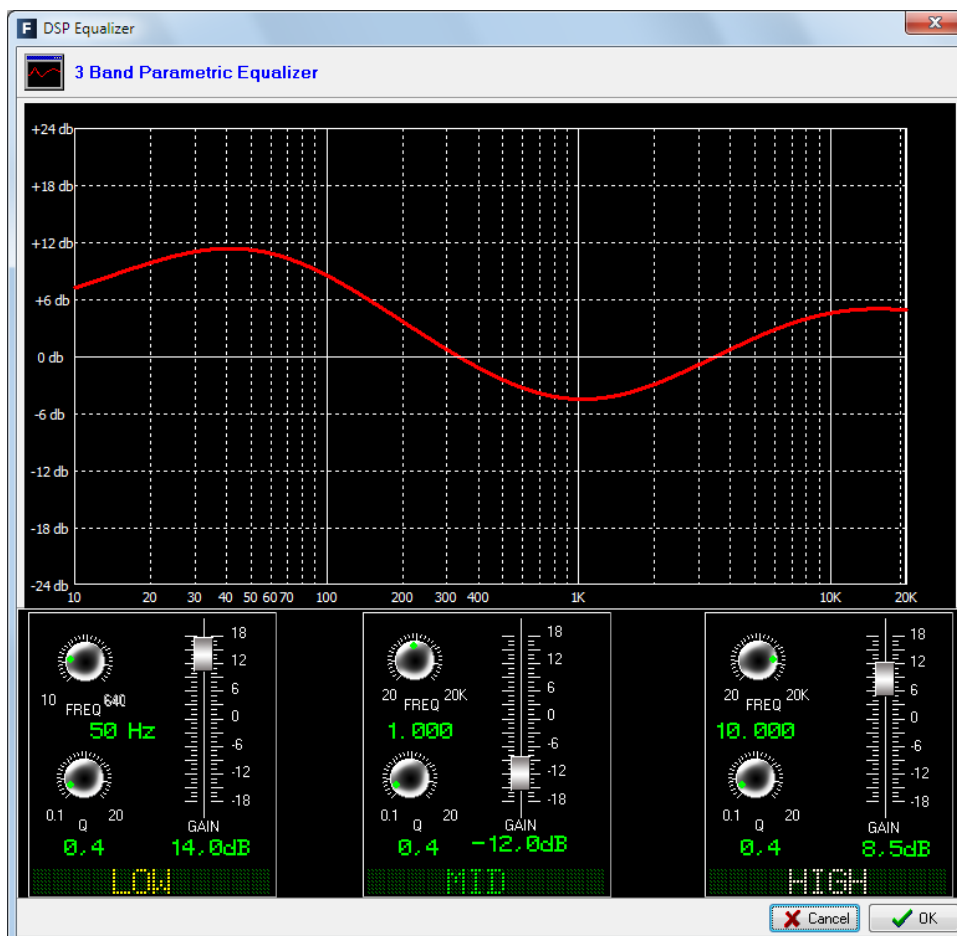 DSP Equalizer
3 Band Parametric Equalizer
+24 db
+18 db
+12 db
+6 db
0 db
-6 db
-12 db
-18 db
-24 db
10 20 30 40 50 60 70 100 200 300 400 1K 10K 20K
18
12
6
0
-6
-12
-18
10 640
FREQ
50 Hz
0.1 20
Q
GAIN
0,4 14,0dB
LOW
18
12
6
0
-6
-12
-18
20 20K
FREQ
1.000
0.1 20
Q
GAIN
0,4 -12,0dB
MID
18
12
6
0
-6
-12
-18
20 20K
FREQ
10.000
0.1 20
Q
GAIN
0,4 8,5dB
HIGH
Cancel OK